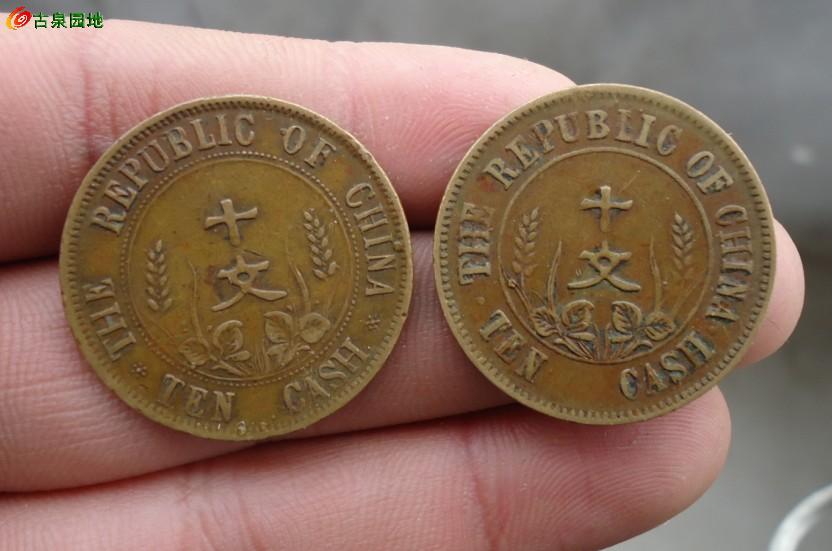 古泉园地
THE REPUBLIC OF CHINA
十
文
* TEN CASH *
THE REPUBLIC OF CHINA
十
文
TEN CASH